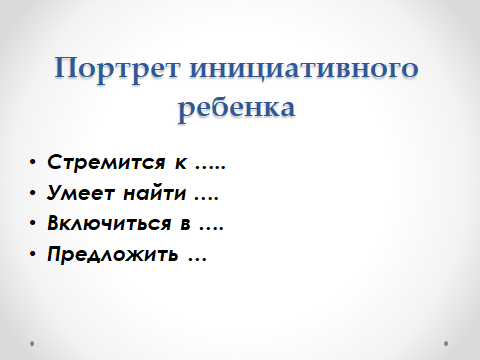 Портрет инициативного
ребенка
• Стремится к …..
• Умеет найти ….
• Включиться в ….
• Предложить …